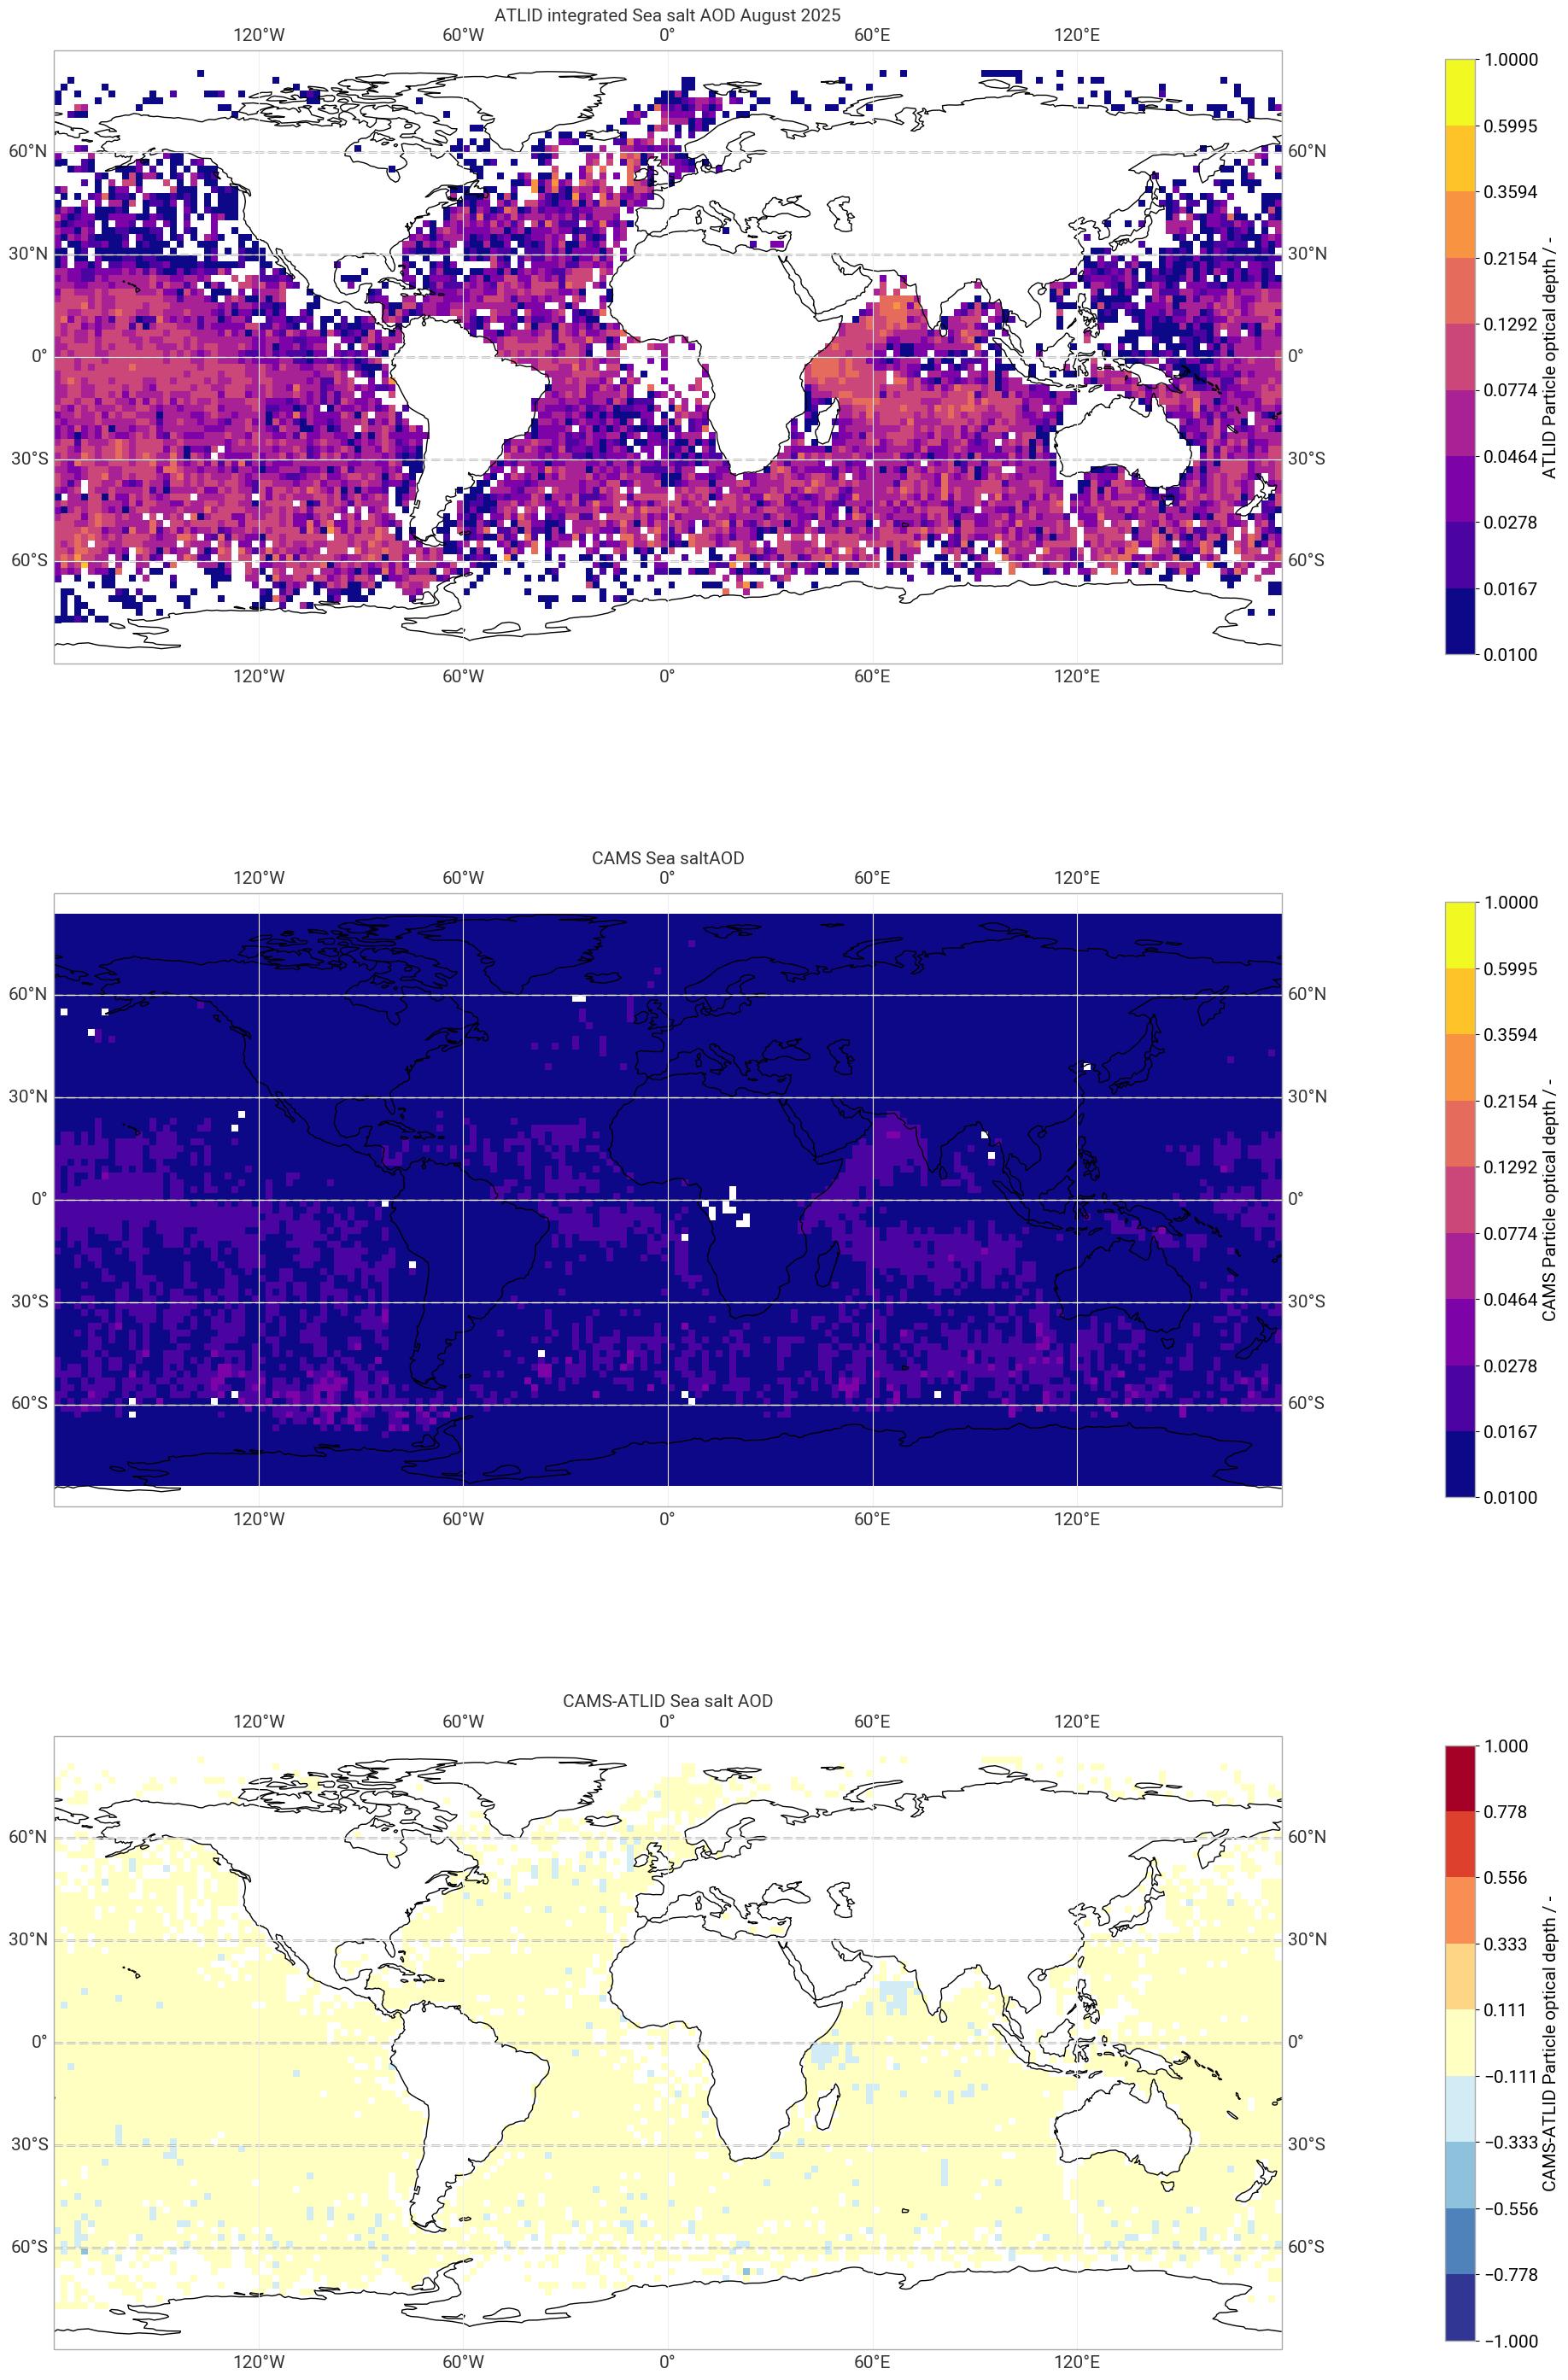 ATLID integrated Sea salt AOD August 2025
120°W 60°W 0° 60°E 120°E
60°N 60°N
30°N 30°N
0° 0°
30°S 30°S
60°S 60°S
120°W 60°W 0° 60°E 120°E
1.0000
0.5995
0.3594
0.2154
0.1292
0.0774
0.0464
0.0278
0.0167
0.0100
ATLID Particle optical depth / -
CAMS Sea saltAOD
120°W 60°W 0° 60°E 120°E
60°N 60°N
30°N 30°N
0° 0°
30°S 30°S
60°S 60°S
120°W 60°W 0° 60°E 120°E
1.0000
0.5995
0.3594
0.2154
0.1292
0.0774
0.0464
0.0278
0.0167
0.0100
CAMS Particle optical depth / -
CAMS-ATLID Sea salt AOD
120°W 60°W 0° 60°E 120°E
60°N 60°N
30°N 30°N
0° 0°
30°S 30°S
60°S 60°S
120°W 60°W 0° 60°E 120°E
1.000
0.778
0.556
0.333
0.111
−0.111
−0.333
−0.556
−0.778
−1.000
CAMS-ATLID Particle optical depth / -